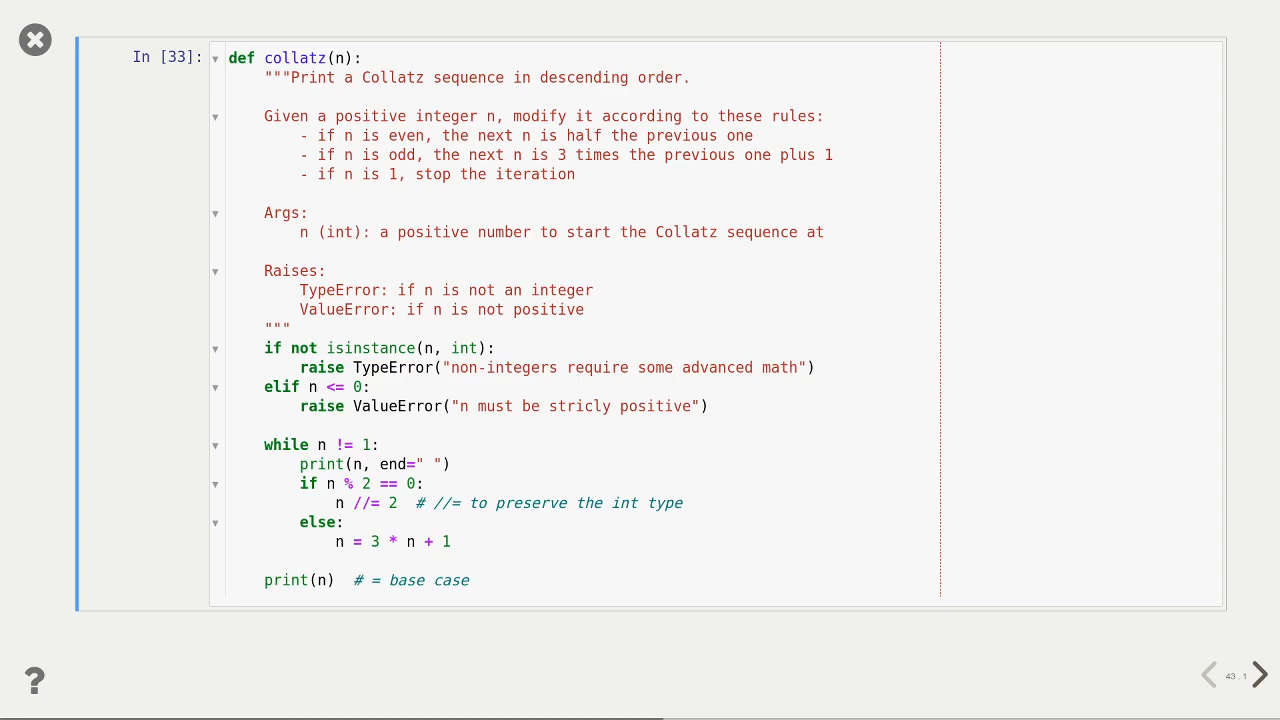 In [33]:
def collatz(n):
    """Print a Collatz sequence in descending order.

    Given a positive integer n, modify it according to these rules:
        - if n is even, the next n is half the previous one
        - if n is odd, the next n is 3 times the previous one plus 1
        - if n is 1, stop the iteration

    Args:
        n (int): a positive number to start the Collatz sequence at

    Raises:
        TypeError: if n is not an integer
        ValueError: if n is not positive
    """
    if not isinstance(n, int):
        raise TypeError("non-integers require some advanced math")
    elif n <= 0:
        raise ValueError("n must be stricly positive")

    while n != 1:
        print(n, end=" ")
        if n % 2 == 0:
            n //= 2  # //= to preserve the int type
        else:
            n = 3 * n + 1

    print(n)  # = base case
?
43.1